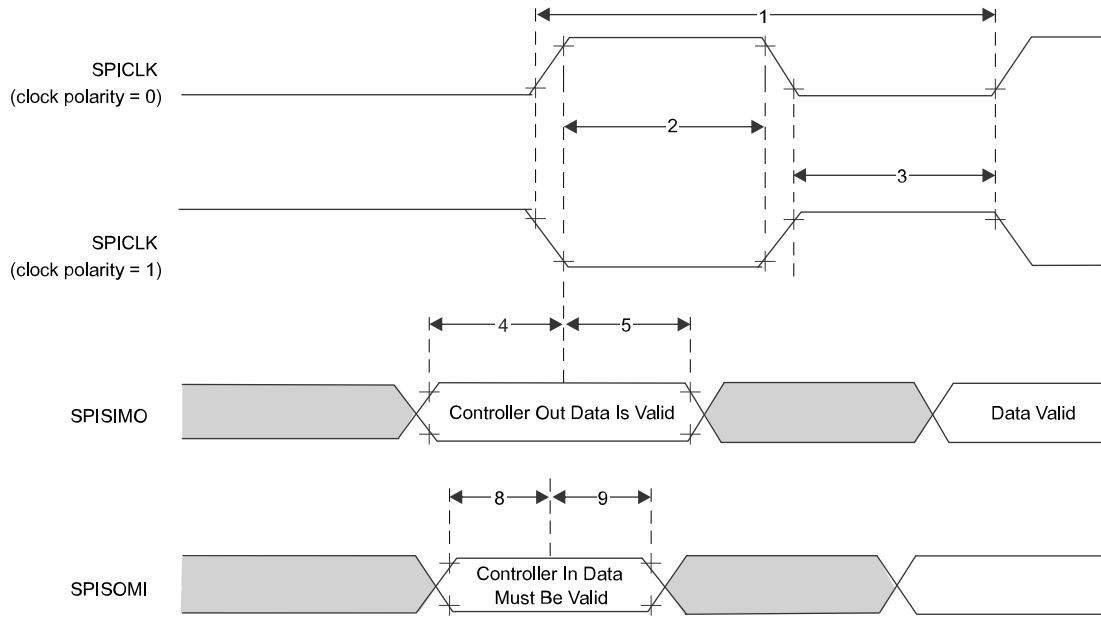 1
SPICLK
(clock polarity = 0)
2
3
SPICLK
(clock polarity = 1)
4
5
SPISIMO
Controller Out Data Is Valid
Data Valid
8
9
SPISOMI
Controller In Data
Must Be Valid